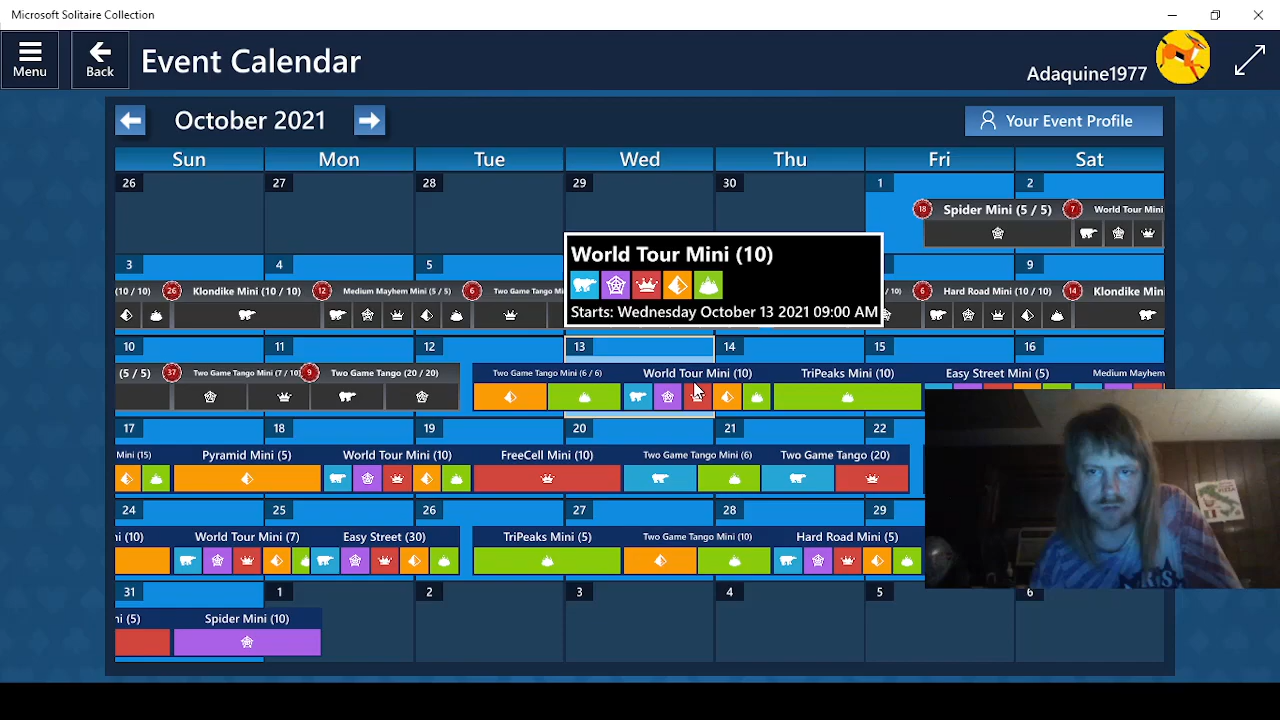 Microsoft Solitaire Collection
Menu
Back
Event Calendar
Adaquine1977
October 2021
Your Event Profile
Sun Mon Tue Wed Thu Fri Sat
26 27 28 29 30 1 2
18 Spider Mini (5 / 5) 7 World Tour Mini
World Tour Mini (10)
Starts: Wednesday October 13 2021 09:00 AM
3 4 5 9
(10 / 10) 26 Klondike Mini (10 / 10) 12 Medium Mayhem Mini (5 / 5) 6 Two Game Tango Mi / 10) 6 Hard Road Mini (10 / 10) 14 Klondike Min
10 11 12 13 14 15 16
(5 / 5) 37 Two Game Tango Mini (7 / 10) 9 Two Game Tango (20 / 20) Two Game Tango Mini (6 / 6) World Tour Mini (10) TriPeaks Mini (10) Easy Street Mini (5) Medium Mayhem
17 18 19 20 21 22
Mini (15) Pyramid Mini (5) World Tour Mini (10) FreeCell Mini (10) Two Game Tango Mini (6) Two Game Tango (20)
24 25 26 27 28 29
ni (10) World Tour Mini (7) Easy Street (30) TriPeaks Mini (5) Two Game Tango Mini (10) Hard Road Mini (5)
31 1 2 3 4 5 6
ni (5) Spider Mini (10)